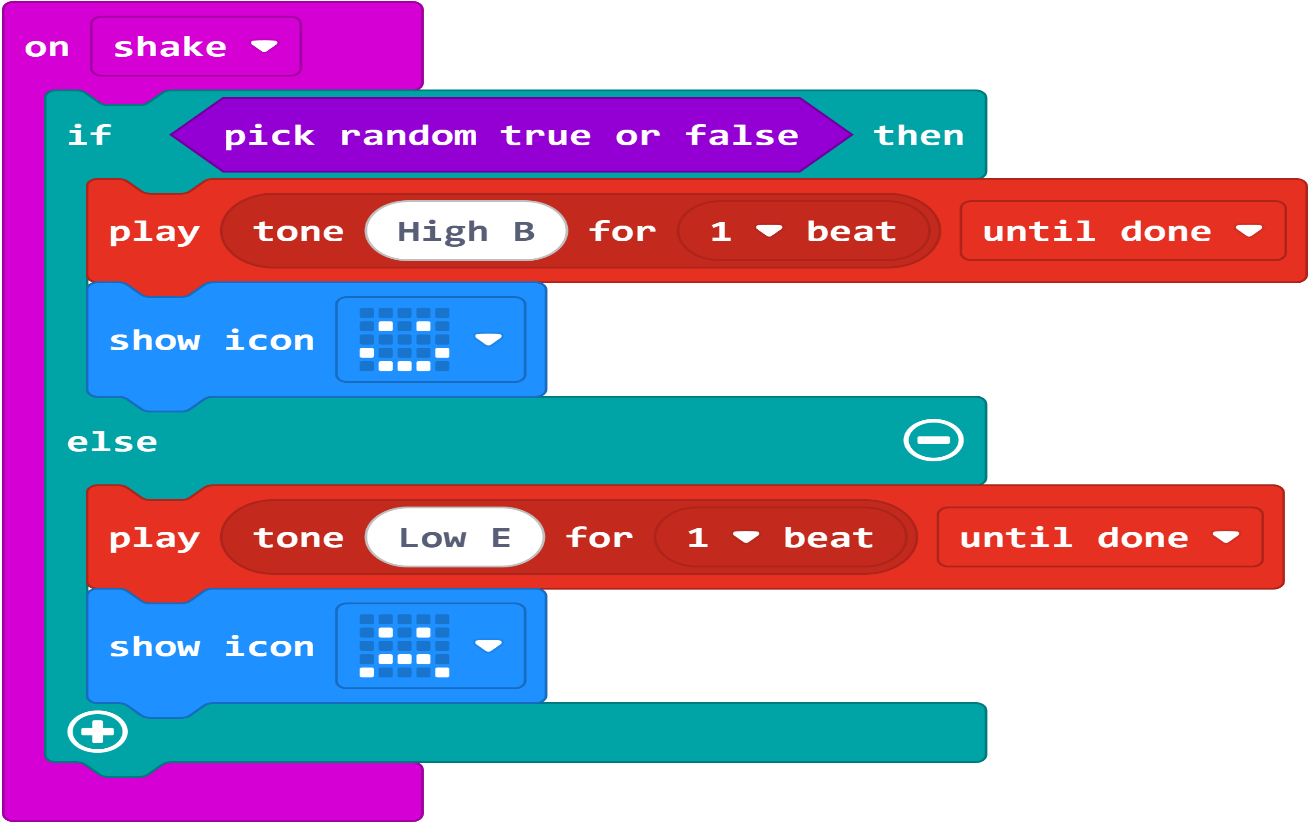 on shake
if pick random true or false then
play tone High B for 1 beat until done
show icon
else
play tone Low E for 1 beat until done
show icon